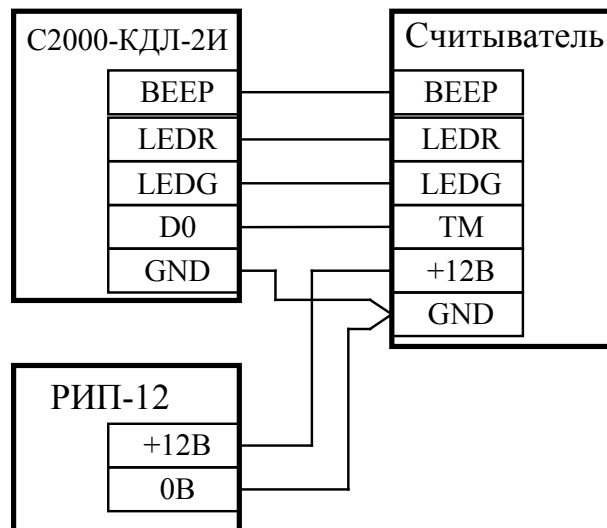 С2000-КДЛ-2И
BEEP
LEDR
LEDG
D0
GND
Считыватель
BEEP
LEDR
LEDG
TM
+12В
GND
РИП-12
+12В
0В